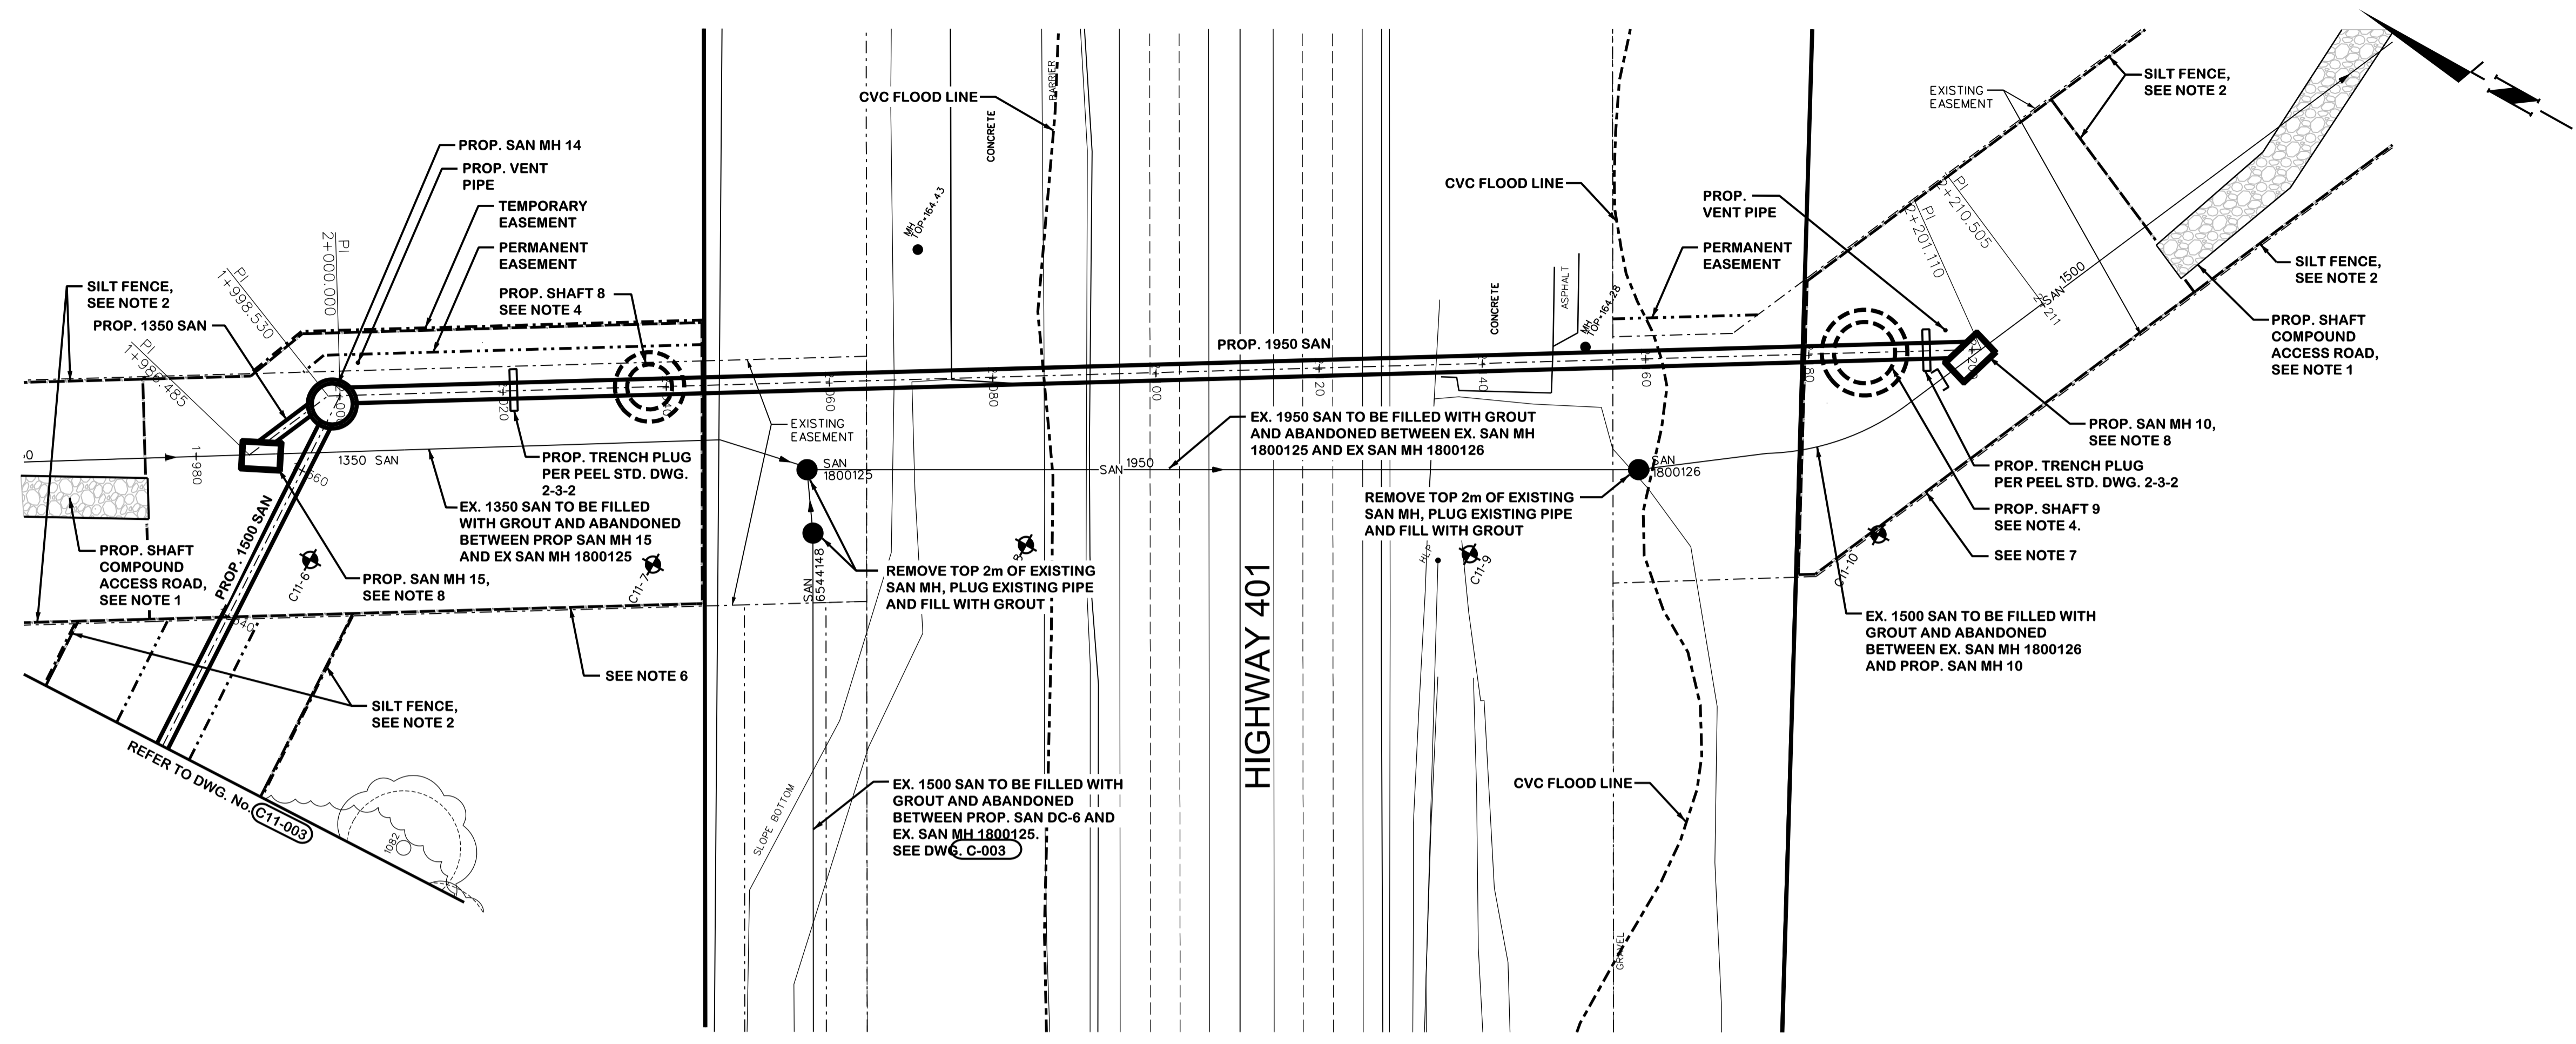 PROP. SAN MH 14
PROP. VENT
PIPE
TEMPORARY
EASEMENT
PERMANENT
EASEMENT
PROP. SHAFT 8
SEE NOTE 4
SILT FENCE,
SEE NOTE 2
PROP. 1350 SAN
PI
1+986.485
PI
1+998.530
PI
2+000.000
1+980
1350 SAN
PROP. 1500 SAN
PROP. SHAFT
COMPOUND
ACCESS ROAD,
SEE NOTE 1
C11-6
PROP. SAN MH 15,
SEE NOTE 8
PROP. TRENCH PLUG
PER PEEL STD. DWG.
2-3-2
EX. 1350 SAN TO BE FILLED
WITH GROUT AND ABANDONED
BETWEEN PROP SAN MH 15
AND EX SAN MH 1800125
C11-7
SEE NOTE 6
SILT FENCE,
SEE NOTE 2
REFER TO DWG. No. C11-003
1082
CVC FLOOD LINE
BARRIER
CONCRETE
MH
TOP=164.43
EXISTING
EASEMENT
SAN
1800125
SAN
6544148
REMOVE TOP 2m OF EXISTING
SAN MH, PLUG EXISTING PIPE
AND FILL WITH GROUT
SLOPE BOTTOM
EX. 1500 SAN TO BE FILLED WITH
GROUT AND ABANDONED
BETWEEN PROP. SAN DC-6 AND
EX. SAN MH 1800125.
SEE DWG. C-003
PROP. 1950 SAN
EX. 1950 SAN TO BE FILLED WITH GROUT
AND ABANDONED BETWEEN EX. SAN MH
1800125 AND EX SAN MH 1800126
SAN 1950
HIGHWAY 401
REMOVE TOP 2m OF EXISTING
SAN MH, PLUG EXISTING PIPE
AND FILL WITH GROUT
HL-P
C11-9
CVC FLOOD LINE
CONCRETE
ASPHALT
MH
TOP=164.28
SAN
1800126
CVC FLOOD LINE
GRAVEL
PROP.
VENT PIPE
PERMANENT
EASEMENT
EXISTING
EASEMENT
SILT FENCE,
SEE NOTE 2
N
PI
2+201.110
PI
2+210.505
SAN 1500
SILT FENCE,
SEE NOTE 2
PROP. SHAFT
COMPOUND
ACCESS ROAD,
SEE NOTE 1
PROP. SAN MH 10,
SEE NOTE 8
PROP. TRENCH PLUG
PER PEEL STD. DWG. 2-3-2
PROP. SHAFT 9
SEE NOTE 4.
SEE NOTE 7
C11-10
EX. 1500 SAN TO BE FILLED WITH
GROUT AND ABANDONED
BETWEEN EX. SAN MH 1800126
AND PROP. SAN MH 10